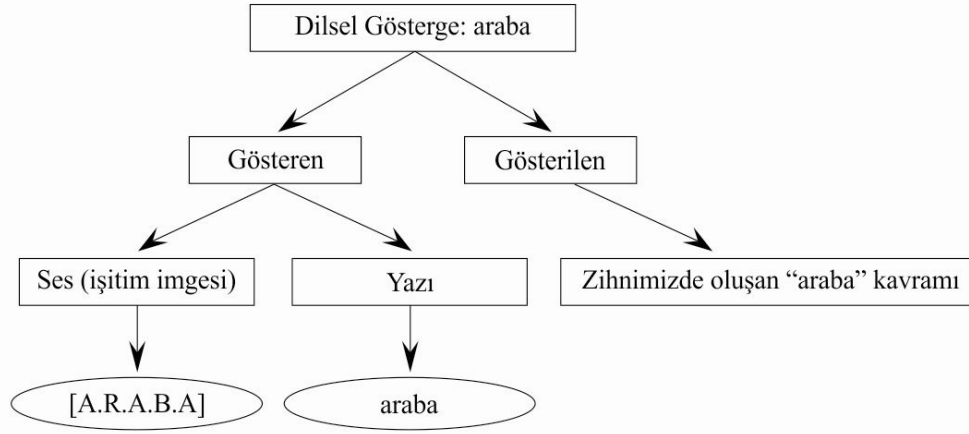 Dilsel Gösterge: araba
Gösteren
Gösterilen
Ses (işitim imgesi)
Yazı
Zihnimizde oluşan “araba” kavramı
[A.R.A.B.A]
araba